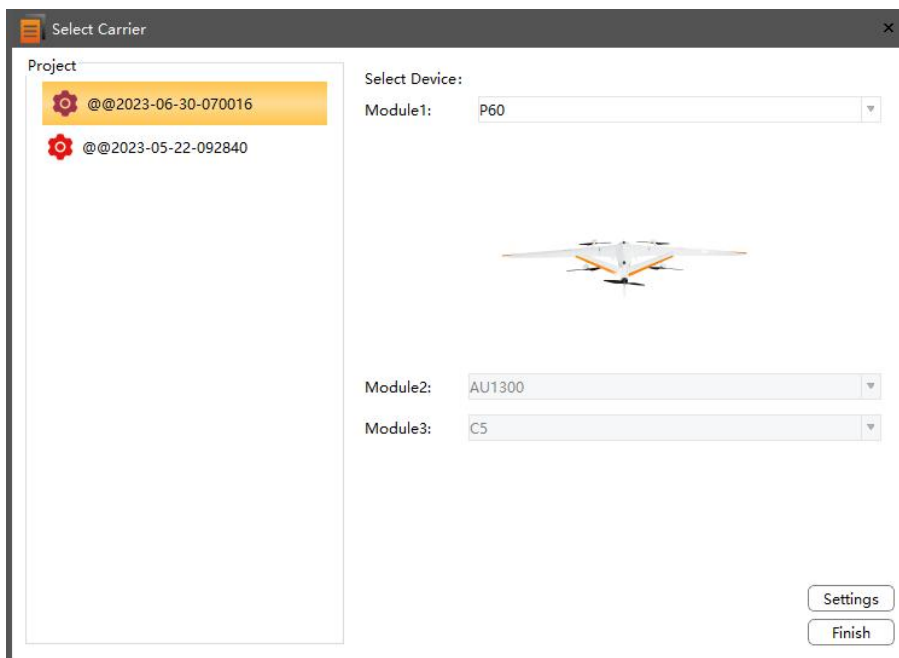 Select Carrier
Project
@@2023-06-30-070016
@@2023-05-22-092840
Select Device:
Module1: P60
Module2: AU1300
Module3: C5
Settings
Finish